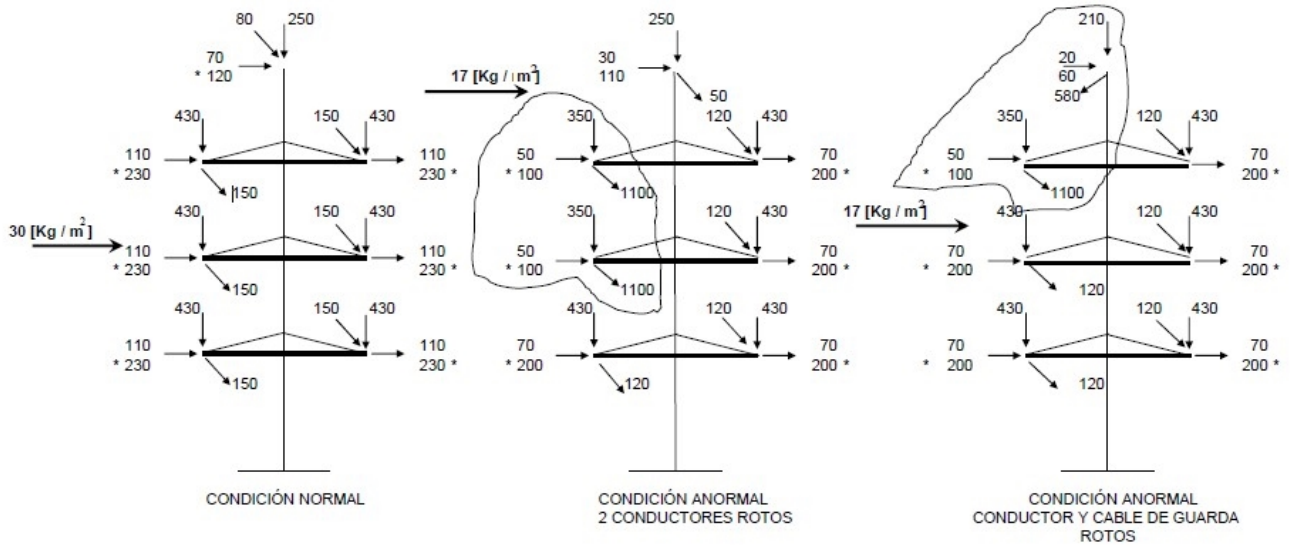 80 250
70
* 120
430 150 430
110 110
* 230 230 *
150
30 [Kg / m²]
430 150 430
110 110
* 230 230 *
150
430 150 430
110 110
* 230 230 *
150
CONDICIÓN NORMAL
250
17 [Kg / m²]
30
110
50
350 120 430
50 70
* 100 200 *
1100
350 120 430
50 70
* 100 200 *
1100
430 120 430
70 70
* 200 200 *
120
CONDICIÓN ANORMAL
2 CONDUCTORES ROTOS
210
20
60
580
350 120 430
50 70
* 100 200 *
1100
17 [Kg / m²]
430 120 430
70 70
* 200 200 *
120
430 120 430
70 70
* 200 200 *
120
CONDICIÓN ANORMAL
CONDUCTOR Y CABLE DE GUARDA
ROTOS